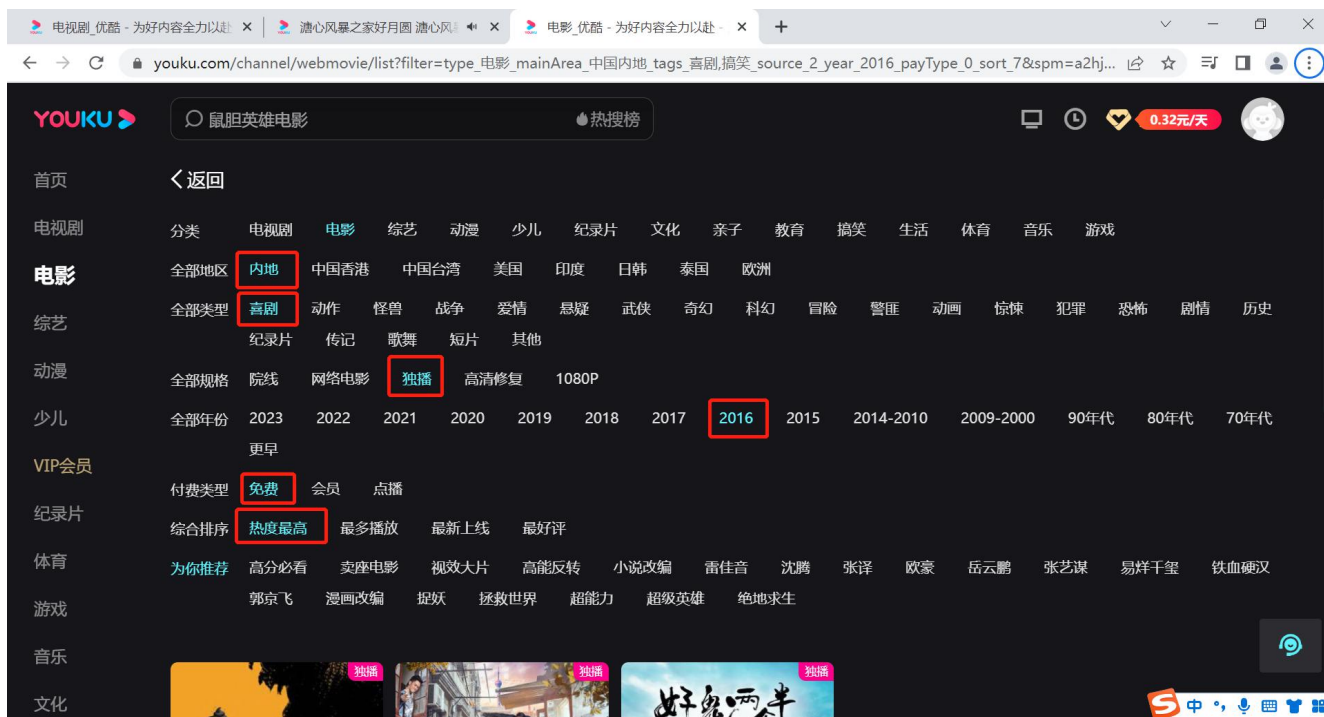 电视剧_优酷 - 为好内容全力以赴
溏心风暴之家好月圆 溏心风暴
电影_优酷 - 为好内容全力以赴 -
youku.com/channel/webmovie/list?filter=type_电影_mainArea_中国内地_tags_喜剧,搞笑_source_2_year_2016_payType_0_sort_7&spm=a2hj...
YOUKU 鼠胆英雄电影 热搜榜 0.32元/天
首页 返回
电视剧 分类 电视剧 电影 综艺 动漫 少儿 纪录片 文化 亲子 教育 搞笑 生活 体育 音乐 游戏
电影 全部地区 内地 中国香港 中国台湾 美国 印度 日韩 泰国 欧洲
全部类型 喜剧 动作 怪兽 战争 爱情 悬疑 武侠 奇幻 科幻 冒险 警匪 动画 惊悚 犯罪 恐怖 剧情 历史
综艺 纪录片 传记 歌舞 短片 其他
动漫 全部规格 院线 网络电影 独播 高清修复 1080P
少儿 全部年份 2023 2022 2021 2020 2019 2018 2017 2016 2015 2014-2010 2009-2000 90年代 80年代 70年代
更早
VIP会员
付费类型 免费 会员 点播
纪录片 综合排序 热度最高 最多播放 最新上线 最好评
体育 为你推荐 高分必看 卖座电影 视效大片 高能反转 小说改编 雷佳音 沈腾 张译 欧豪 岳云鹏 张艺谋 易烊千玺 铁血硬汉
游戏 郭京飞 漫画改编 捉妖 拯救世界 超能力 超级英雄 绝地求生
音乐 独播 独播 独播
文化 好鬼两个半
中